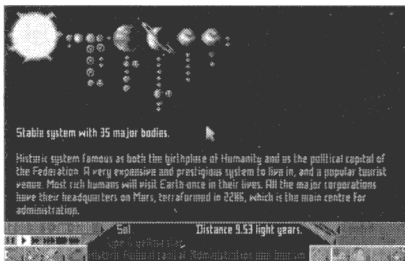 Stable system with 35 major bodies.
Historic system famous as both the birthplace of Humanity and as the political capital of
the Federation. A very expensive and prestigious system to live in, and a popular tourist
venue. Most rich humans will visit Earth once in their lives. All the major corporations
have their headquarters on Mars, terraformed in 2286, which is the main centre for
administration.
Sol Distance 9.53 light years.